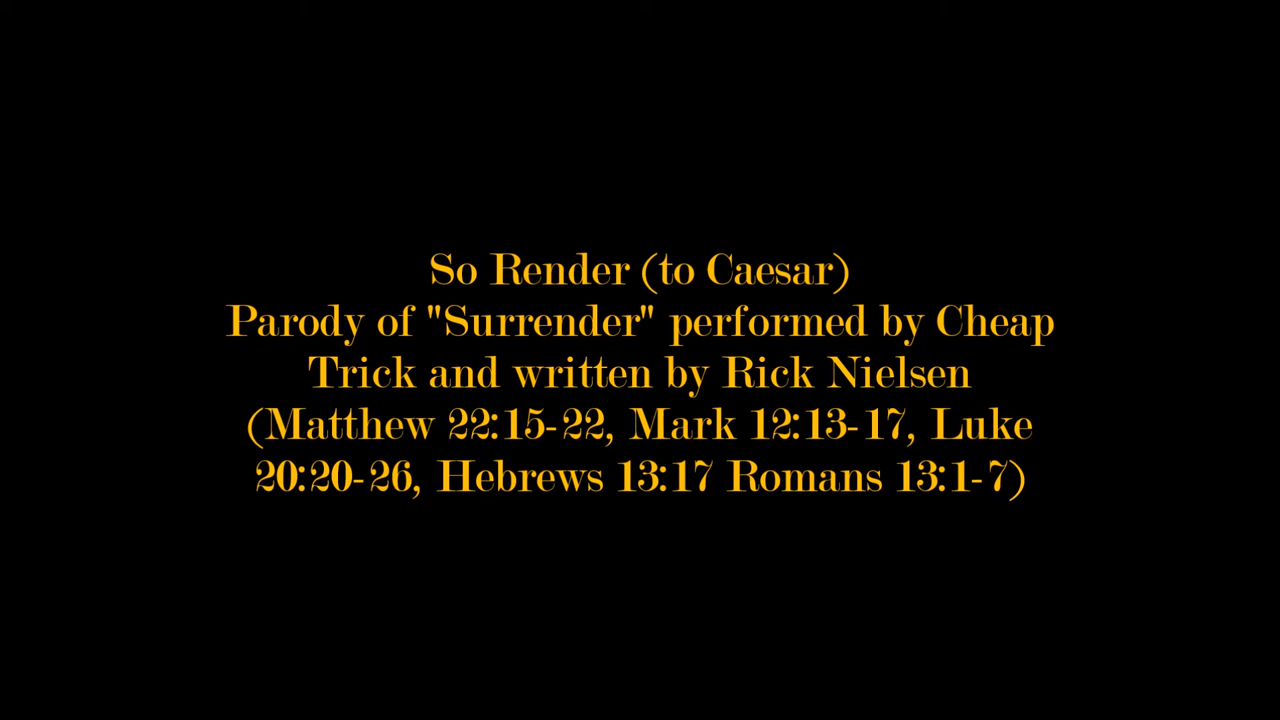 So Render (to Caesar)
Parody of "Surrender" performed by Cheap
Trick and written by Rick Nielsen
(Matthew 22:15-22, Mark 12:13-17, Luke
20:20-26, Hebrews 13:17 Romans 13:1-7)